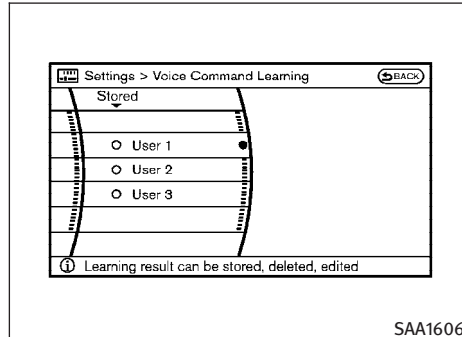 Settings > Voice Command Learning
BACK
Stored
User 1
User 2
User 3
Learning result can be stored, deleted, edited
SAA1606